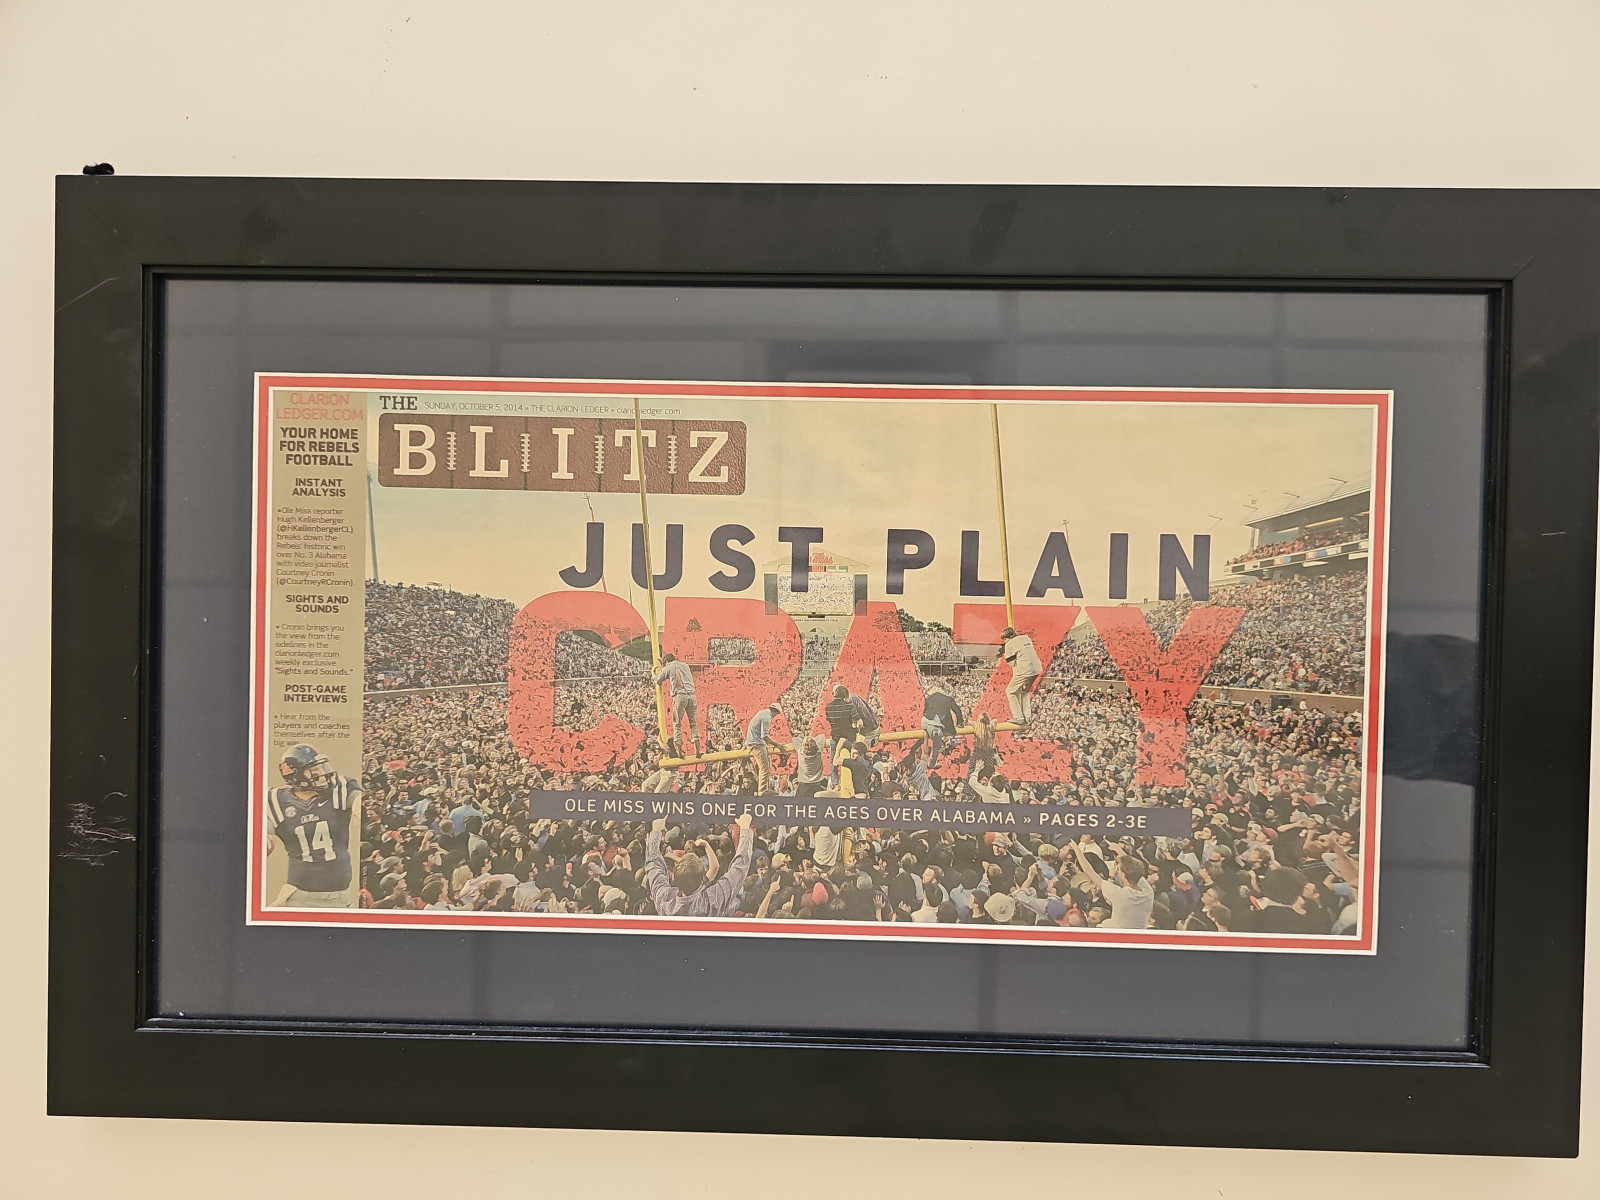 CLARION
LEDGER.COM
YOUR HOME
FOR REBELS
FOOTBALL
INSTANT
ANALYSIS
»Ole Miss reporter
Hugh Kellenberger
(@HKellenbergerCL)
breaks down the
Rebels' historic win
over No. 3 Alabama
with video journalist
Courtney Cronin
(@CourtneyRCronin).
SIGHTS AND
SOUNDS
» Cronin brings you
the view from the
sidelines in the
clarionledger.com
weekly exclusive
"Sights and Sounds."
POST-GAME
INTERVIEWS
» Hear from the
players and coaches
themselves after the
big win.
Ole Miss
14
THE SUNDAY, OCTOBER 5, 2014 » THE CLARION-LEDGER » clarionledger.com
BLITZ
JUST PLAIN
Ole Miss
CRAZY
OLE MISS WINS ONE FOR THE AGES OVER ALABAMA » PAGES 2-3E